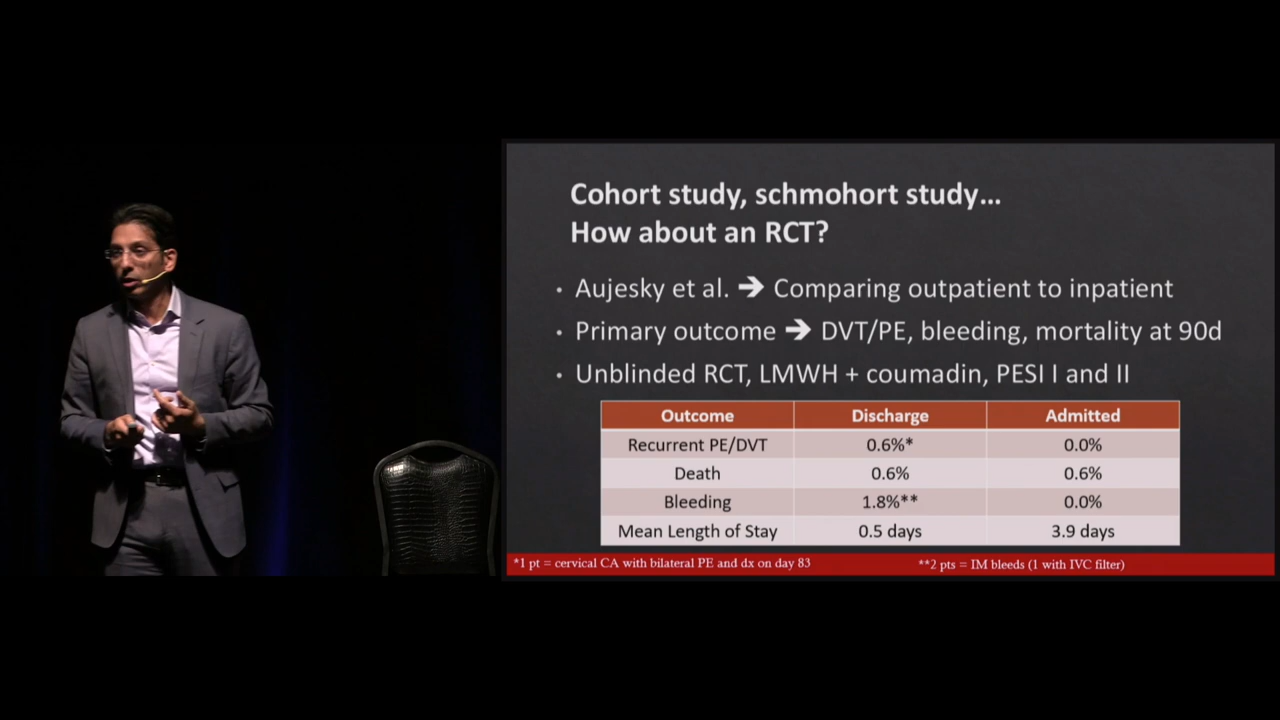 Cohort study, schmohort study...
How about an RCT?
• Aujesky et al. ➔ Comparing outpatient to inpatient
• Primary outcome ➔ DVT/PE, bleeding, mortality at 90d
• Unblinded RCT, LMWH + coumadin, PESI I and II
Outcome Discharge Admitted
Recurrent PE/DVT 0.6%* 0.0%
Death 0.6% 0.6%
Bleeding 1.8%** 0.0%
Mean Length of Stay 0.5 days 3.9 days
*1 pt = cervical CA with bilateral PE and dx on day 83 **2 pts = IM bleeds (1 with IVC filter)